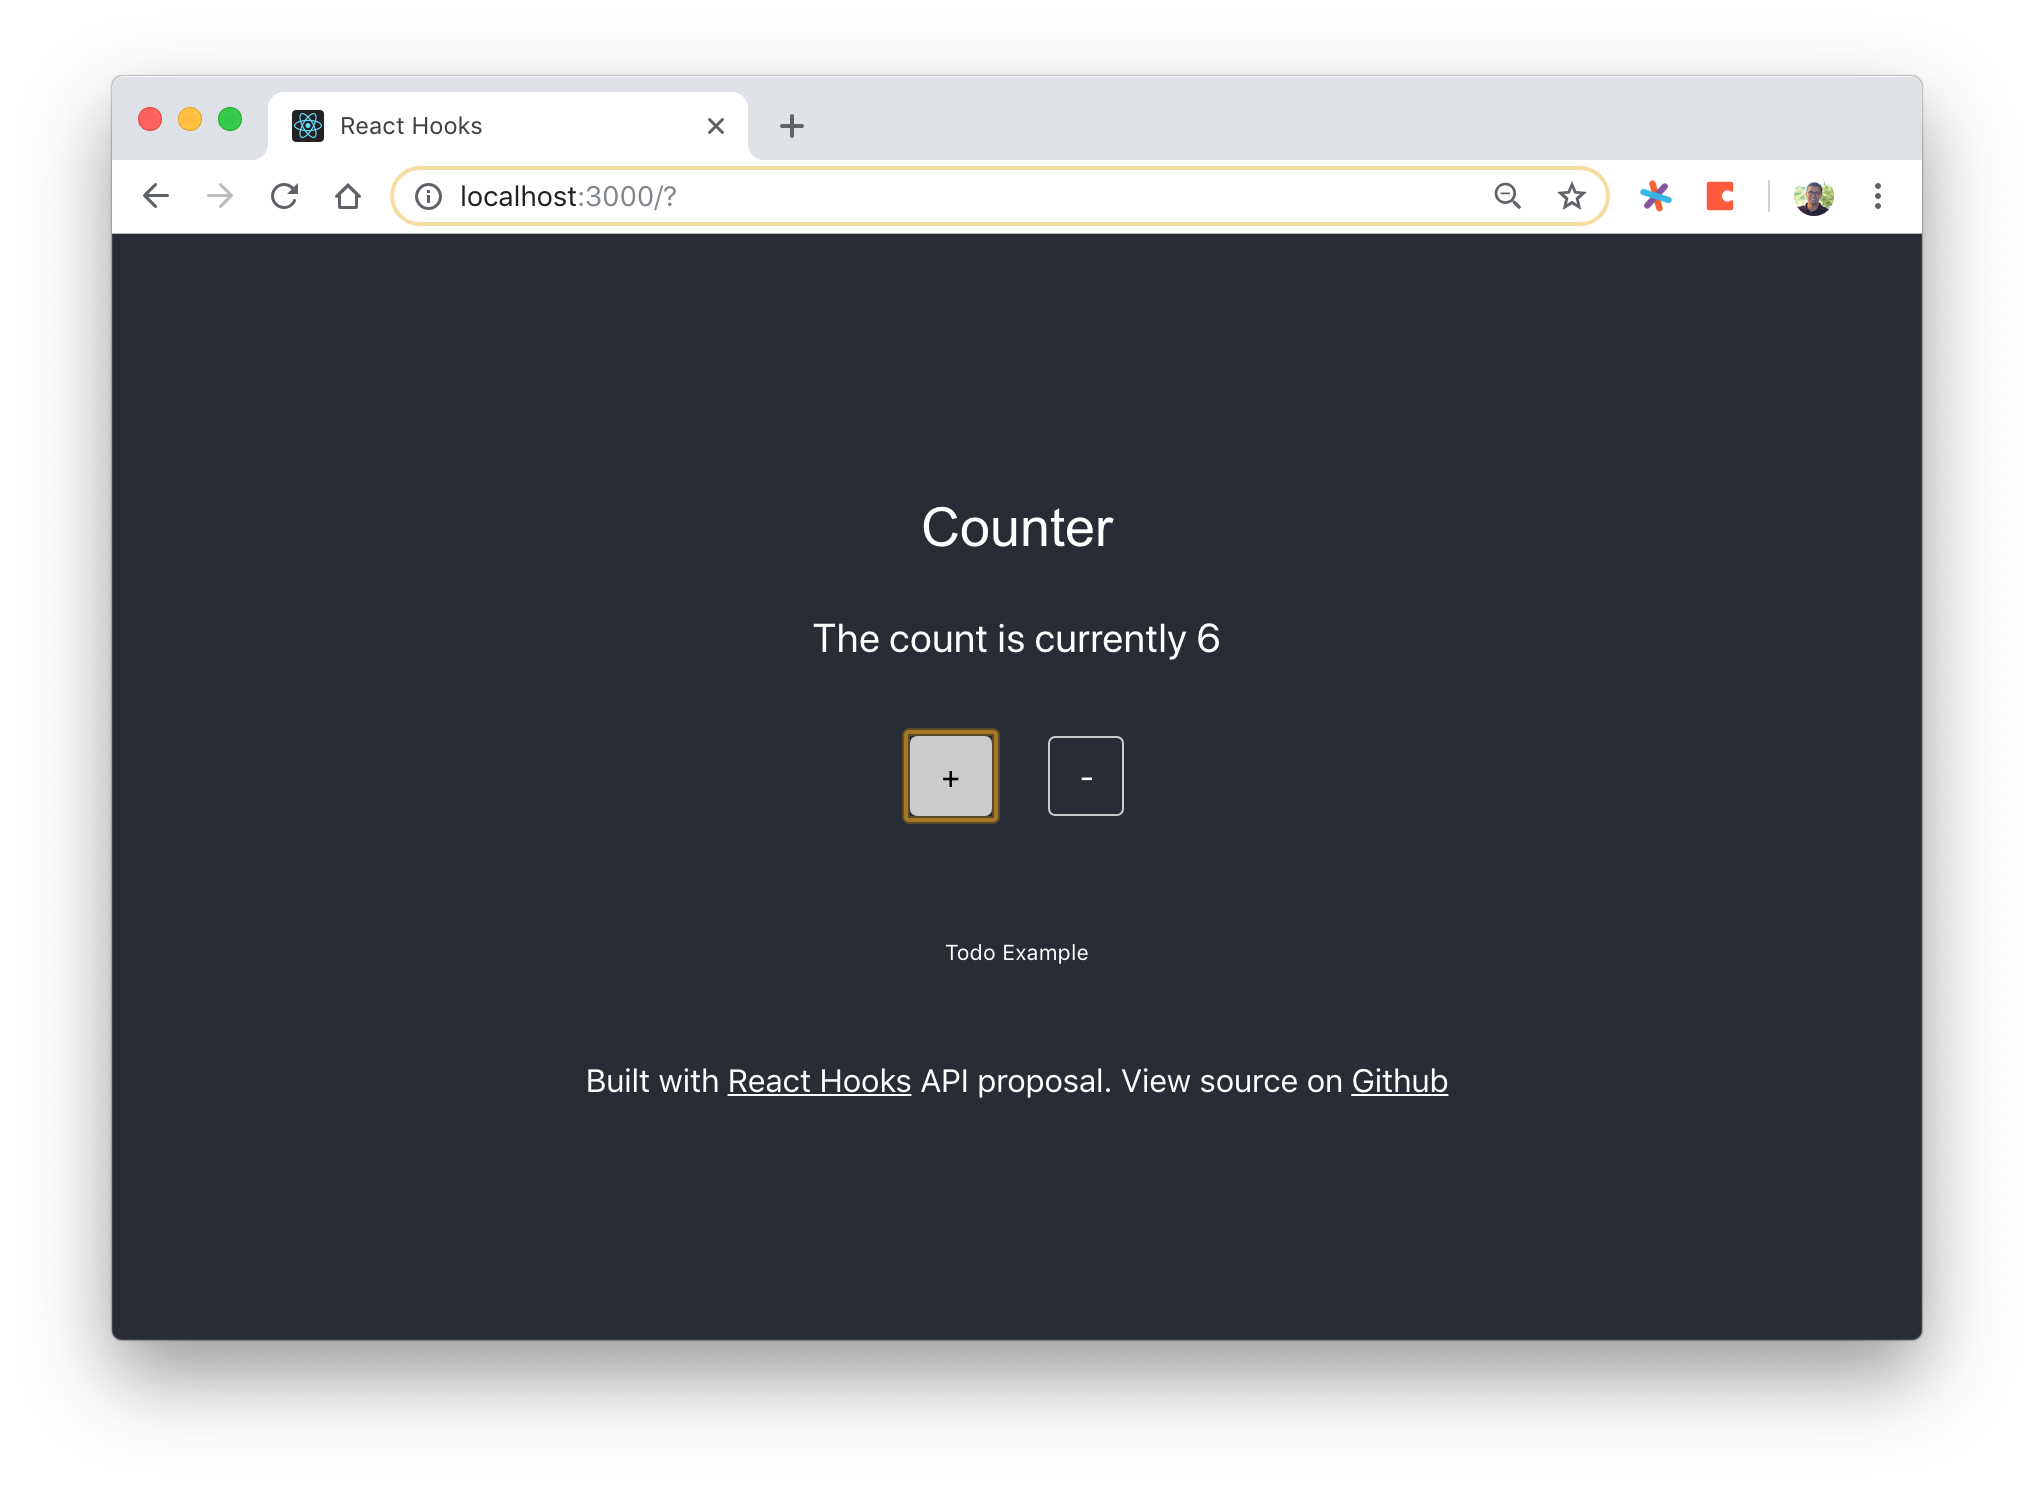 React Hooks
localhost:3000/?
Counter
The count is currently 6
+ -
Todo Example
Built with React Hooks API proposal. View source on Github